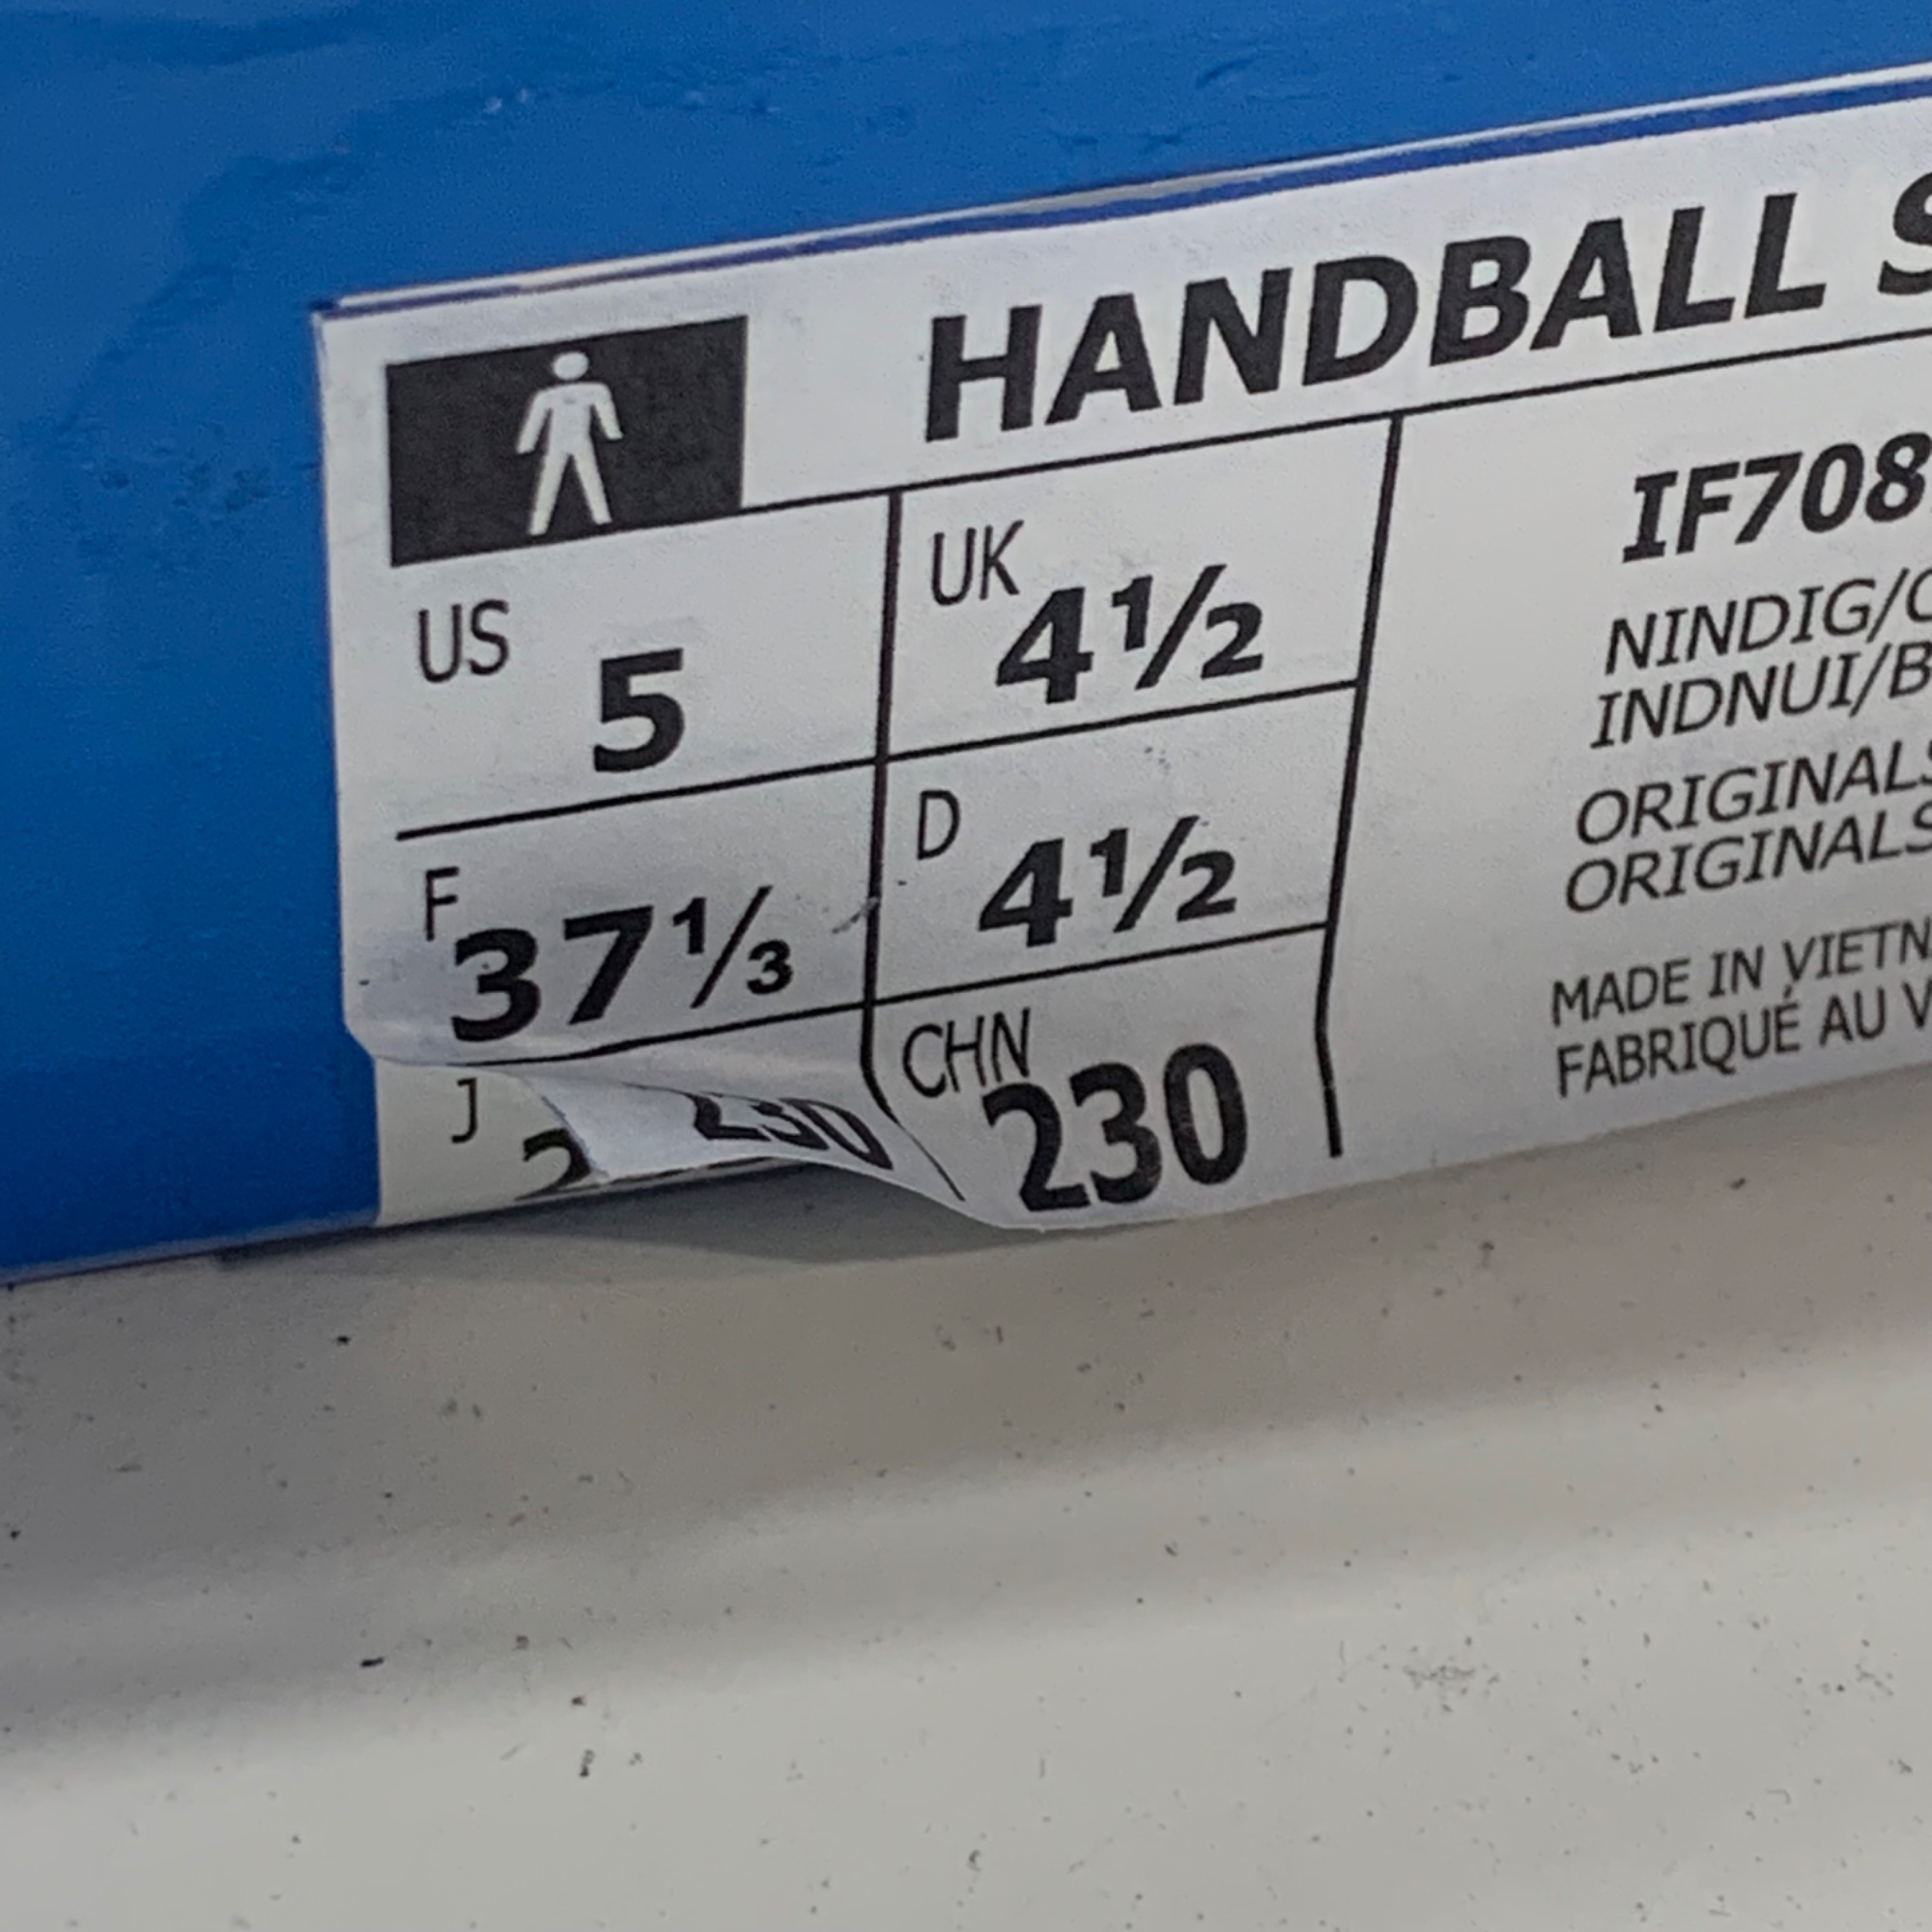 HANDBALL S
US 5
UK 4½
F 37⅓
D 4½
J
230
CHN 230
IF708
NINDIG/
INDNUI/B
ORIGINALS
ORIGINALS
MADE IN VIETN
FABRIQUÉ AU V